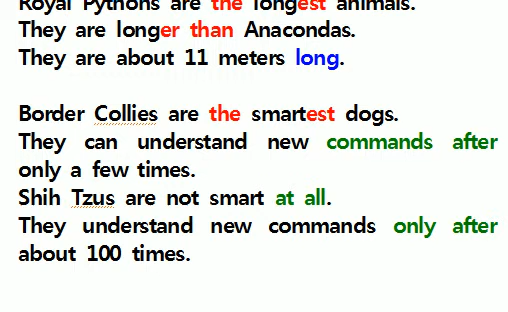 Royal Pythons are the longest animals.
They are longer than Anacondas.
They are about 11 meters long.
Border Collies are the smartest dogs.
They can understand new commands after
only a few times.
Shih Tzus are not smart at all.
They understand new commands only after
about 100 times.